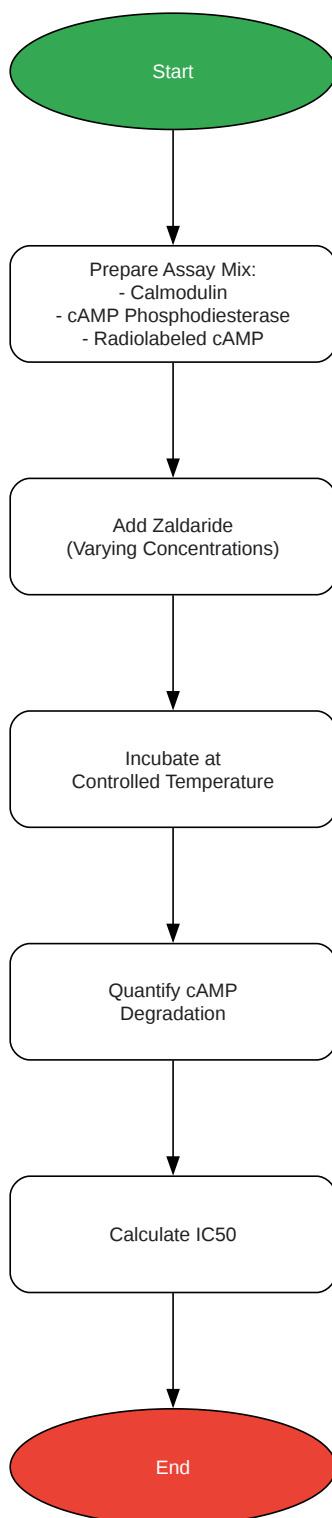 Start
Prepare Assay Mix:
- Calmodulin
- cAMP Phosphodiesterase
- Radiolabeled cAMP
Add Zaldaride
(Varying Concentrations)
Incubate at
Controlled Temperature
Quantify cAMP
Degradation
Calculate IC50
End